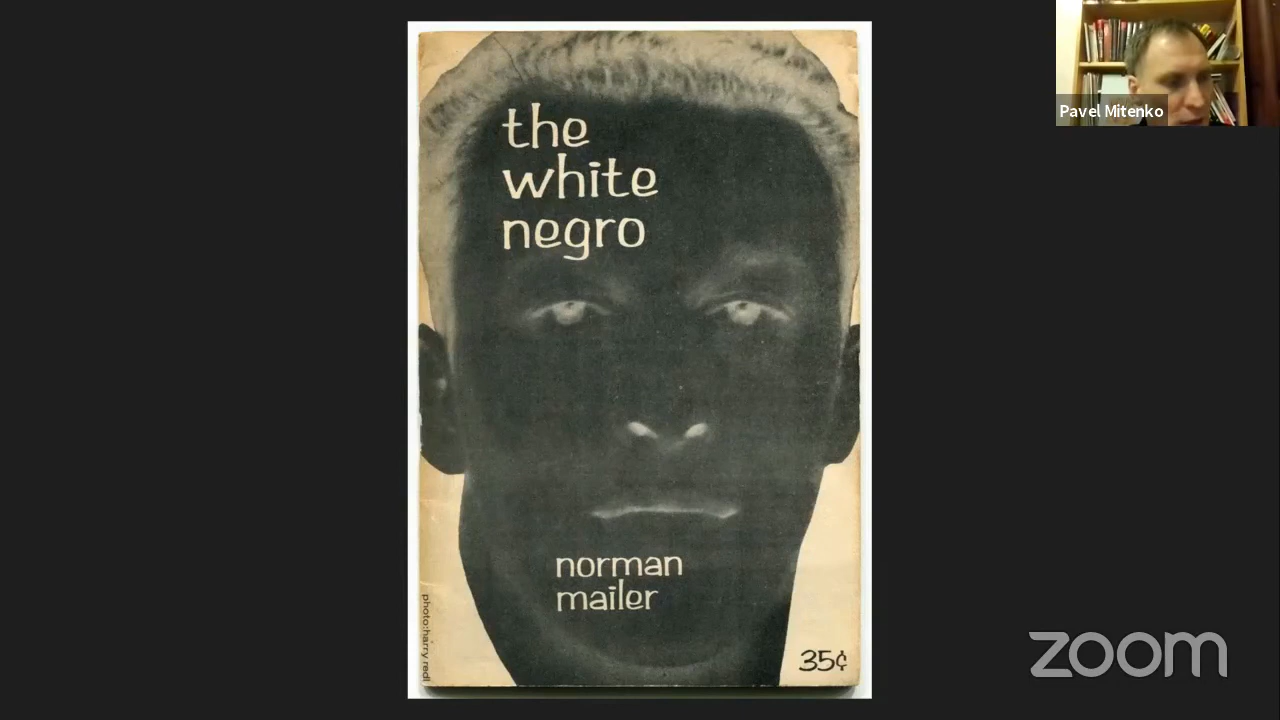 Pavel Mitenko
the
white
negro
norman
mailer
photo:harry redl
35¢
zoom